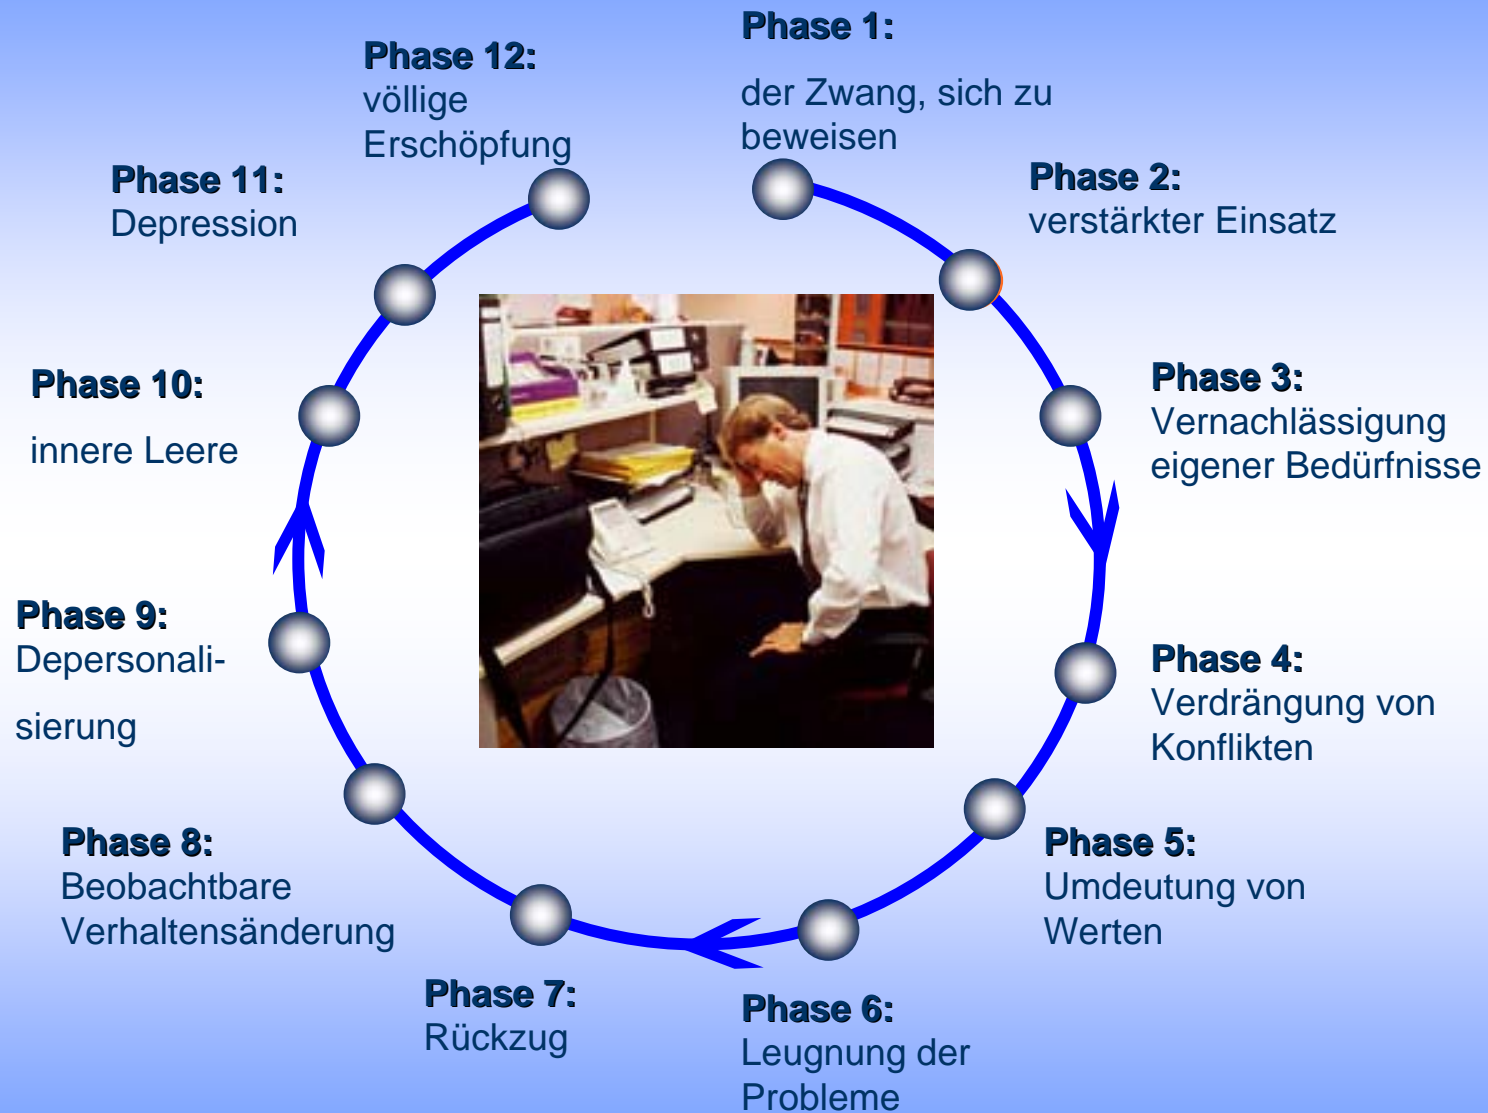 Phase 1:
der Zwang, sich zu
beweisen
Phase 2:
verstärkter Einsatz
Phase 3:
Vernachlässigung
eigener Bedürfnisse
Phase 4:
Verdrängung von
Konflikten
Phase 5:
Umdeutung von
Werten
Phase 6:
Leugnung der
Probleme
Phase 7:
Rückzug
Phase 8:
Beobachtbare
Verhaltensänderung
Phase 9:
Depersonali-
sierung
Phase 10:
innere Leere
Phase 11:
Depression
Phase 12:
völlige
Erschöpfung